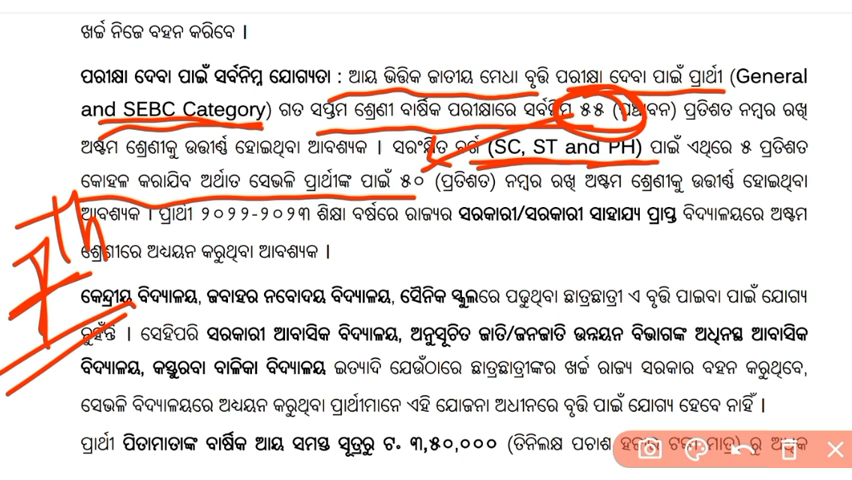 ଖର୍ଚ୍ଚ ନିଜେ ବହନ କରିବେ ।
ପରୀକ୍ଷା ଦେବା ପାଇଁ ସର୍ବନିମ୍ନ ଯୋଗ୍ୟତା : ଆୟ ଭିତ୍ତିକ ଜାତୀୟ ମେଧା ବୃତ୍ତି ପରୀକ୍ଷା ଦେବା ପାଇଁ ପ୍ରାର୍ଥୀ (General
and SEBC Category) ଗତ ସପ୍ତମ ଶ୍ରେଣୀ ବାର୍ଷିକ ପରୀକ୍ଷାରେ ସର୍ବନିମ୍ନ ୫୫ (ପଞ୍ଚାବନ) ପ୍ରତିଶତ ନମ୍ବର ରଖି
ଅଷ୍ଟମ ଶ୍ରେଣୀକୁ ଉତ୍ତୀର୍ଣ୍ଣ ହୋଇଥିବା ଆବଶ୍ୟକ । ସଂରକ୍ଷିତ ବର୍ଗ (SC, ST and PH) ପାଇଁ ଏଥିରେ ୫ ପ୍ରତିଶତ
କୋହଳ କରାଯିବ ଅର୍ଥାତ ସେଭଳି ପ୍ରାର୍ଥୀଙ୍କ ପାଇଁ ୫୦ (ପ୍ରତିଶତ) ନମ୍ବର ରଖି ଅଷ୍ଟମ ଶ୍ରେଣୀକୁ ଉତ୍ତୀର୍ଣ୍ଣ ହୋଇଥିବା
ଆବଶ୍ୟକ । ପ୍ରାର୍ଥୀ ୨୦୨୨-୨୦୨୩ ଶିକ୍ଷା ବର୍ଷରେ ରାଜ୍ୟର ସରକାରୀ/ସରକାରୀ ସାହାଯ୍ୟ ପ୍ରାପ୍ତ ବିଦ୍ୟାଳୟରେ ଅଷ୍ଟମ
ଶ୍ରେଣୀରେ ଅଧ୍ୟୟନ କରୁଥିବା ଆବଶ୍ୟକ ।
7th
କେନ୍ଦ୍ରୀୟ ବିଦ୍ୟାଳୟ, ଜବାହର ନବୋଦୟ ବିଦ୍ୟାଳୟ, ସୈନିକ ସ୍କୁଲରେ ପଢୁଥିବା ଛାତ୍ରଛାତ୍ରୀ ଏ ବୃତ୍ତି ପାଇବା ପାଇଁ ଯୋଗ୍ୟ
ନୁହଁନ୍ତି । ସେହିପରି ସରକାରୀ ଆବାସିକ ବିଦ୍ୟାଳୟ, ଅନୁସୂଚିତ ଜାତି/ଜନଜାତି ଉନ୍ନୟନ ବିଭାଗଙ୍କ ଅଧିନସ୍ଥ ଆବାସିକ
ବିଦ୍ୟାଳୟ, କସ୍ତୁରବା ବାଳିକା ବିଦ୍ୟାଳୟ ଇତ୍ୟାଦି ଯେଉଁଠାରେ ଛାତ୍ରଛାତ୍ରୀଙ୍କର ଖର୍ଚ୍ଚ ରାଜ୍ୟ ସରକାର ବହନ କରୁଥିବେ,
ସେଭଳି ବିଦ୍ୟାଳୟରେ ଅଧ୍ୟୟନ କରୁଥିବା ପ୍ରାର୍ଥୀମାନେ ଏହି ଯୋଜନା ଅଧୀନରେ ବୃତ୍ତି ପାଇଁ ଯୋଗ୍ୟ ହେବେ ନାହିଁ ।
ପ୍ରାର୍ଥୀ ପିତାମାତାଙ୍କ ବାର୍ଷିକ ଆୟ ସମସ୍ତ ସୂତ୍ରରୁ ଟ. ୩,୫୦,୦୦୦ (ତିନିଲକ୍ଷ ପଚାଶ ହଜାର ଟଙ୍କା ମାତ୍ର) ରୁ ଅଧିକ